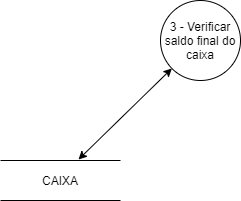 3 - Verificar
saldo final do
caixa
CAIXA